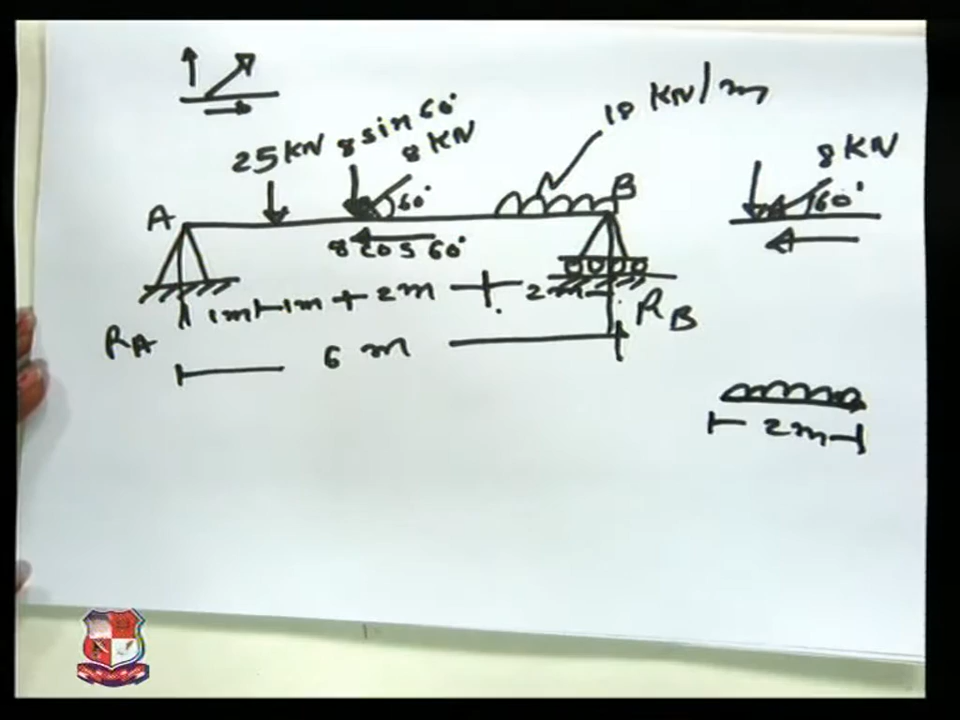 10 KN/m
8 sin 60°
25 KN
8 KN
60°
A
B
8 cos 60°
1m
1m
2m
2m
RA
RB
6 m
8 KN
60°
2m